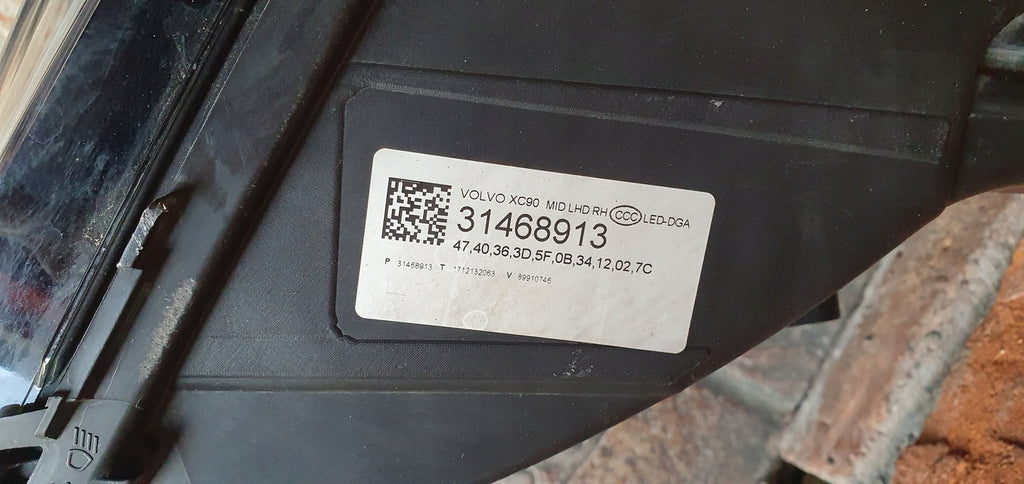 VOLVO XC90 MID LHD RH CCC LED-DGA
31468913
47,40,36,3D,5F,0B,34,12,02,7C
P 31468913 T 1712132063 V 89910746